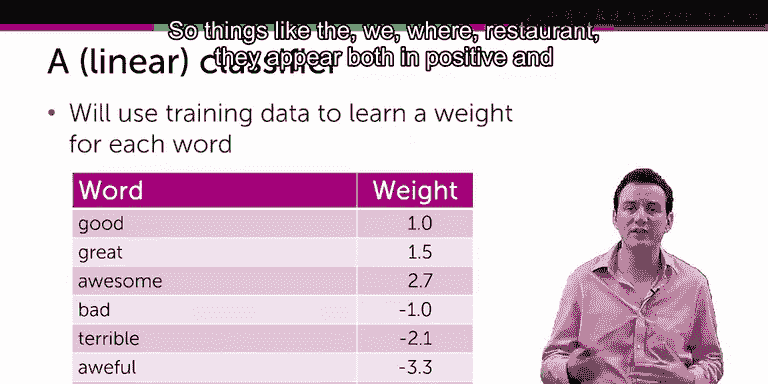 So things like the, we, where, restaurant,
they appear both in positive and
A (linear) classifier
• Will use training data to learn a weight
for each word
Word Weight
good 1.0
great 1.5
awesome 2.7
bad -1.0
terrible -2.1
aweful -3.3